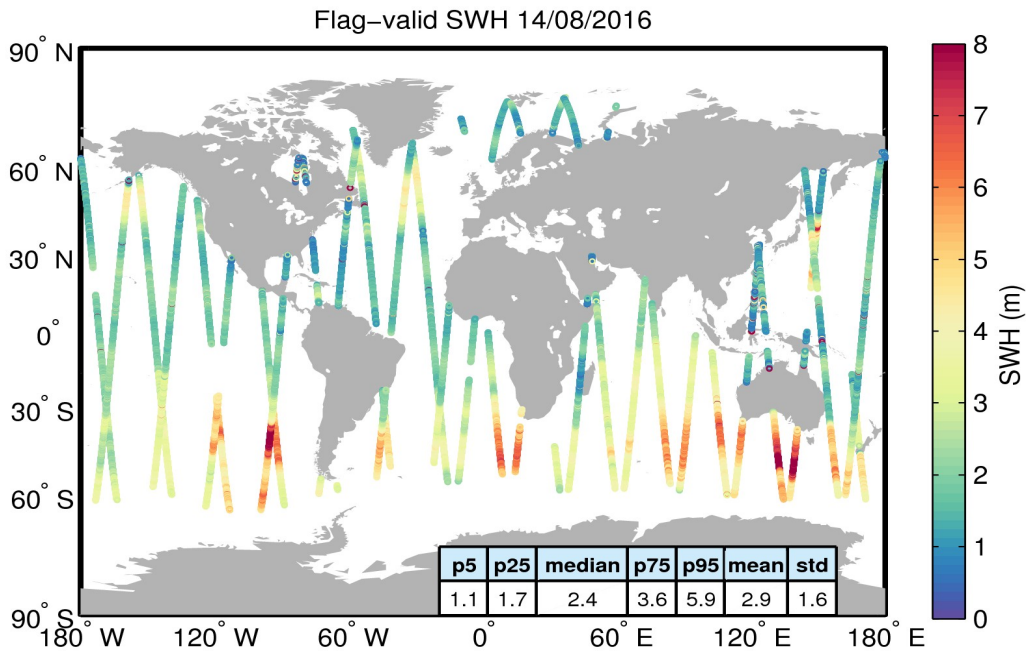 Flag−valid SWH 14/08/2016
90° N
60° N
30° N
0°
30° S
60° S
90° S
180° W
120° W
60° W
0°
60° E
120° E
180° E
p5 p25 median p75 p95 mean std
1.1 1.7 2.4 3.6 5.9 2.9 1.6
8
7
6
5
4
3
2
1
0
SWH (m)